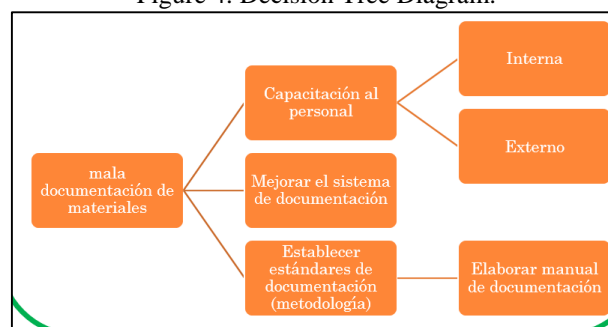 Figure 4. Decision Tree Diagram.
Interna
Capacitación al
personal
Externo
mala
documentación de
materiales
Mejorar el sistema
de documentación
Establecer
estándares de
documentación
(metodología)
Elaborar manual
de documentación